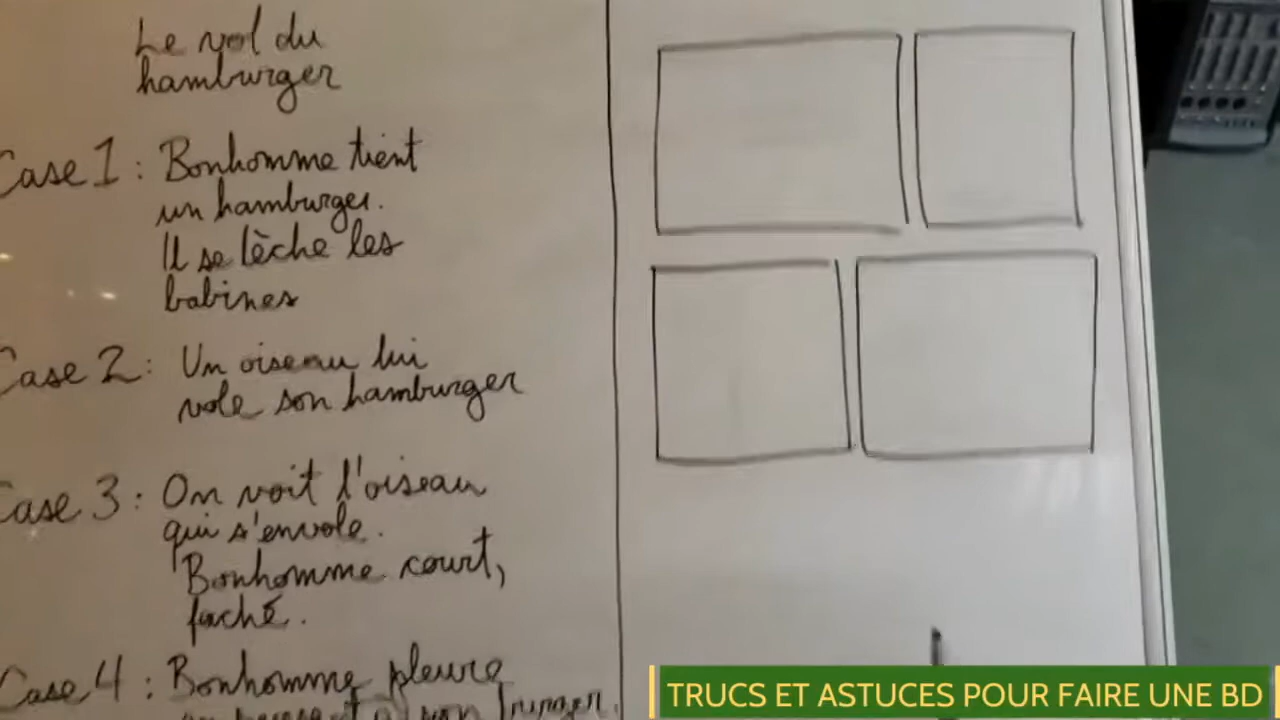 Le vol du
hamburger
Case 1 : Bonhomme tient
un hamburger.
Il se lèche les
babines
Case 2 : Un oiseau lui
vole son hamburger
Case 3 : On voit l'oiseau
qui s'envole.
Bonhomme court,
faché.
Case 4 : Bonhomme pleure
TRUCS ET ASTUCES POUR FAIRE UNE BD